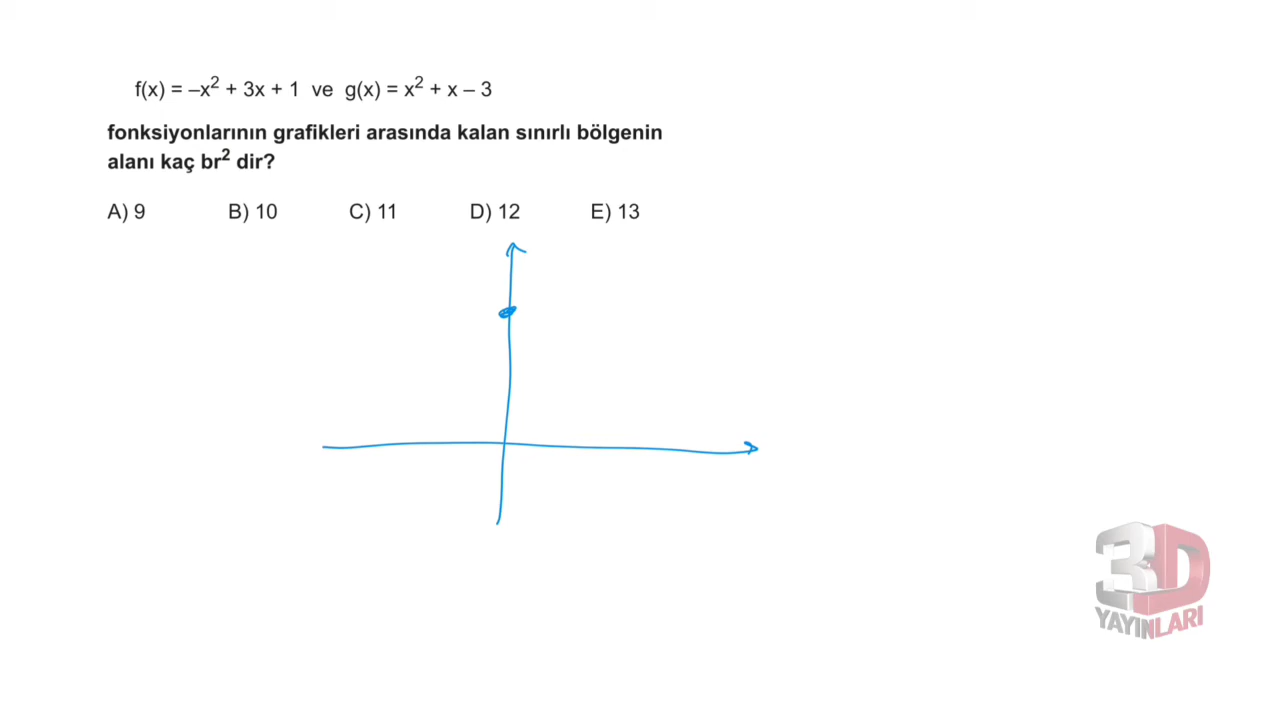 f(x) = –x² + 3x + 1 ve g(x) = x² + x – 3
fonksiyonlarının grafikleri arasında kalan sınırlı bölgenin
alanı kaç br² dir?
A) 9 B) 10 C) 11 D) 12 E) 13
3D
YAYINLARI